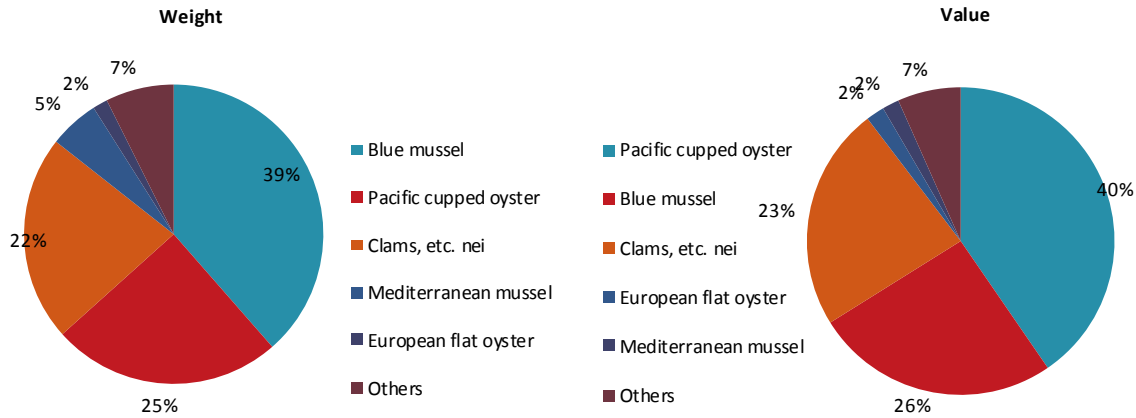 Weight
7%
2%
5%
39%
22%
25%
Blue mussel
Pacific cupped oyster
Clams, etc. nei
Mediterranean mussel
European flat oyster
Others
Value
7%
2%
2%
40%
23%
26%
Pacific cupped oyster
Blue mussel
Clams, etc. nei
European flat oyster
Mediterranean mussel
Others